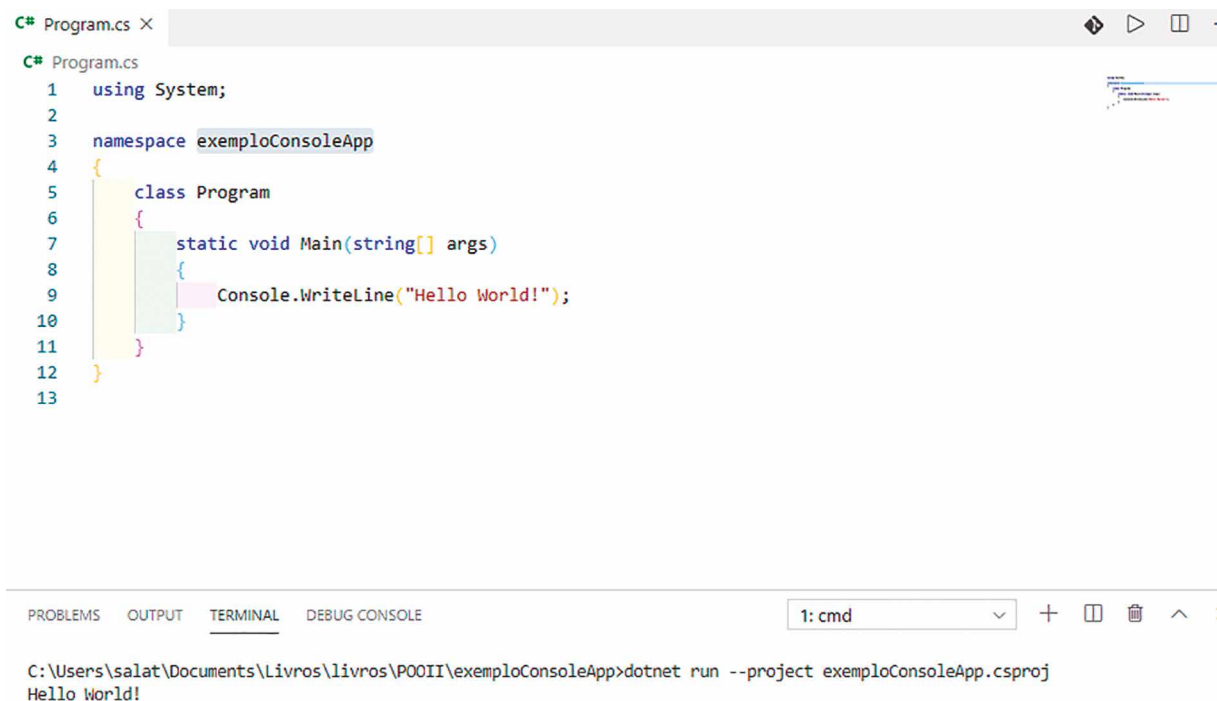 C# Program.cs ×
C# Program.cs
1 using System;
2
3 namespace exemploConsoleApp
4 {
5     class Program
6     {
7         static void Main(string[] args)
8         {
9             Console.WriteLine("Hello World!");
10         }
11     }
12 }
13
PROBLEMS OUTPUT TERMINAL DEBUG CONSOLE 1: cmd
C:\Users\salat\Documents\Livros\livros\POOII\exemploConsoleApp>dotnet run --project exemploConsoleApp.csproj
Hello World!